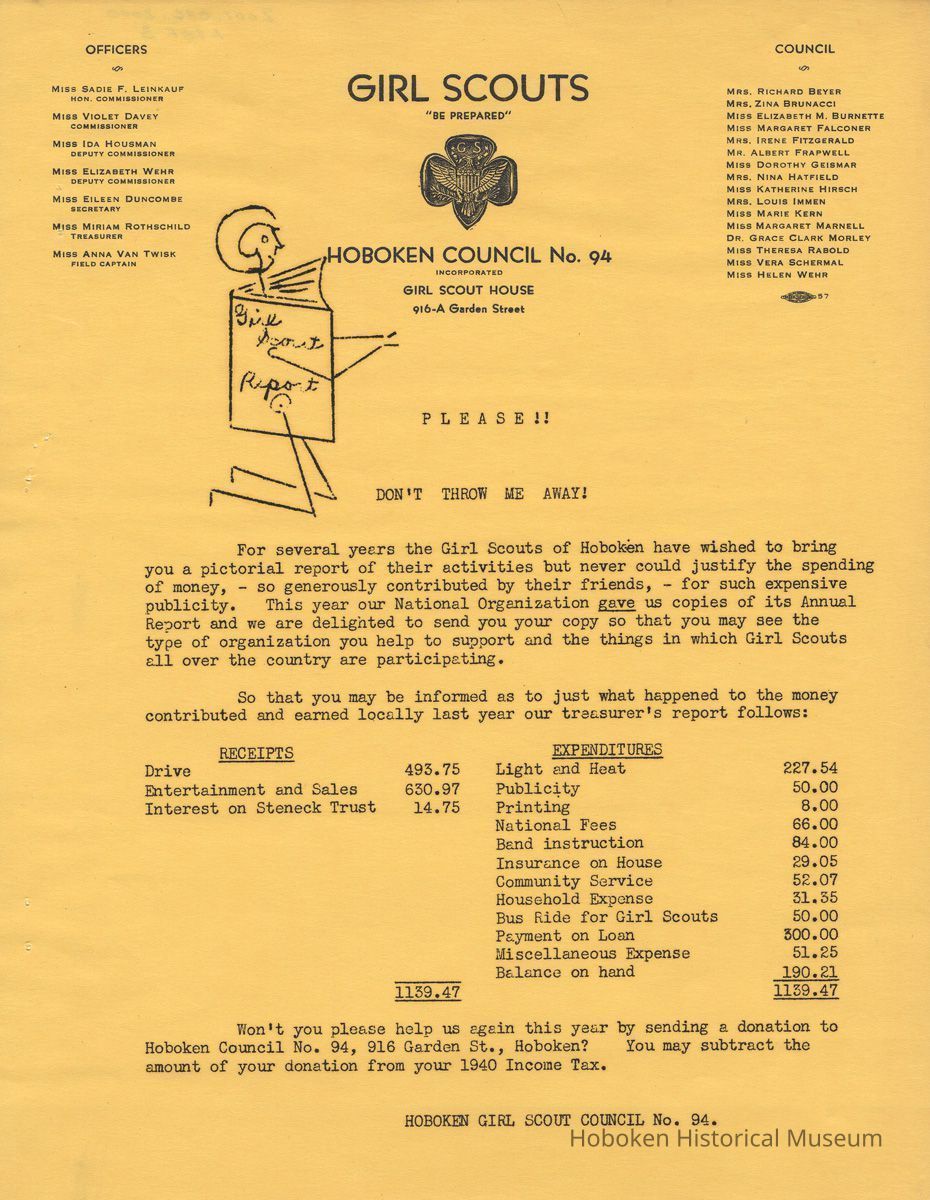 OFFICERS
Miss Sadie F. Leinkauf
Hon. Commissioner
Miss Violet Davey
Commissioner
Miss Ida Housman
Deputy Commissioner
Miss Elizabeth Wehr
Deputy Commissioner
Miss Eileen Duncombe
Secretary
Miss Miriam Rothschild
Treasurer
Miss Anna Van Twisk
Field Captain
GIRL SCOUTS
"BE PREPARED"
GS
HOBOKEN COUNCIL No. 94
INCORPORATED
GIRL SCOUT HOUSE
916-A Garden Street
COUNCIL
Mrs. Richard Beyer
Mrs. Zina Brunacci
Miss Elizabeth M. Burnette
Miss Margaret Falconer
Mrs. Irene Fitzgerald
Mr. Albert Frapwell
Miss Dorothy Geismar
Mrs. Nina Hatfield
Miss Katherine Hirsch
Mrs. Louis Immen
Miss Marie Kern
Miss Margaret Marnell
Dr. Grace Clark Morley
Miss Theresa Rabold
Miss Vera Schermal
Miss Helen Wehr
57
Girl
Scout
Report
P L E A S E ! !
DON'T THROW ME AWAY!
For several years the Girl Scouts of Hoboken have wished to bring
you a pictorial report of their activities but never could justify the spending
of money, - so generously contributed by their friends, - for such expensive
publicity. This year our National Organization gave us copies of its Annual
Report and we are delighted to send you your copy so that you may see the
type of organization you help to support and the things in which Girl Scouts
all over the country are participating.
So that you may be informed as to just what happened to the money
contributed and earned locally last year our treasurer's report follows:
RECEIPTS
Drive 493.75
Entertainment and Sales 630.97
Interest on Steneck Trust 14.75
1139.47
EXPENDITURES
Light and Heat 227.54
Publicity 50.00
Printing 8.00
National Fees 66.00
Band instruction 84.00
Insurance on House 29.05
Community Service 52.07
Household Expense 31.35
Bus Ride for Girl Scouts 50.00
Payment on Loan 300.00
Miscellaneous Expense 51.25
Balance on hand 190.21
1139.47
Won't you please help us again this year by sending a donation to
Hoboken Council No. 94, 916 Garden St., Hoboken? You may subtract the
amount of your donation from your 1940 Income Tax.
HOBOKEN GIRL SCOUT COUNCIL No. 94.
Hoboken Historical Museum